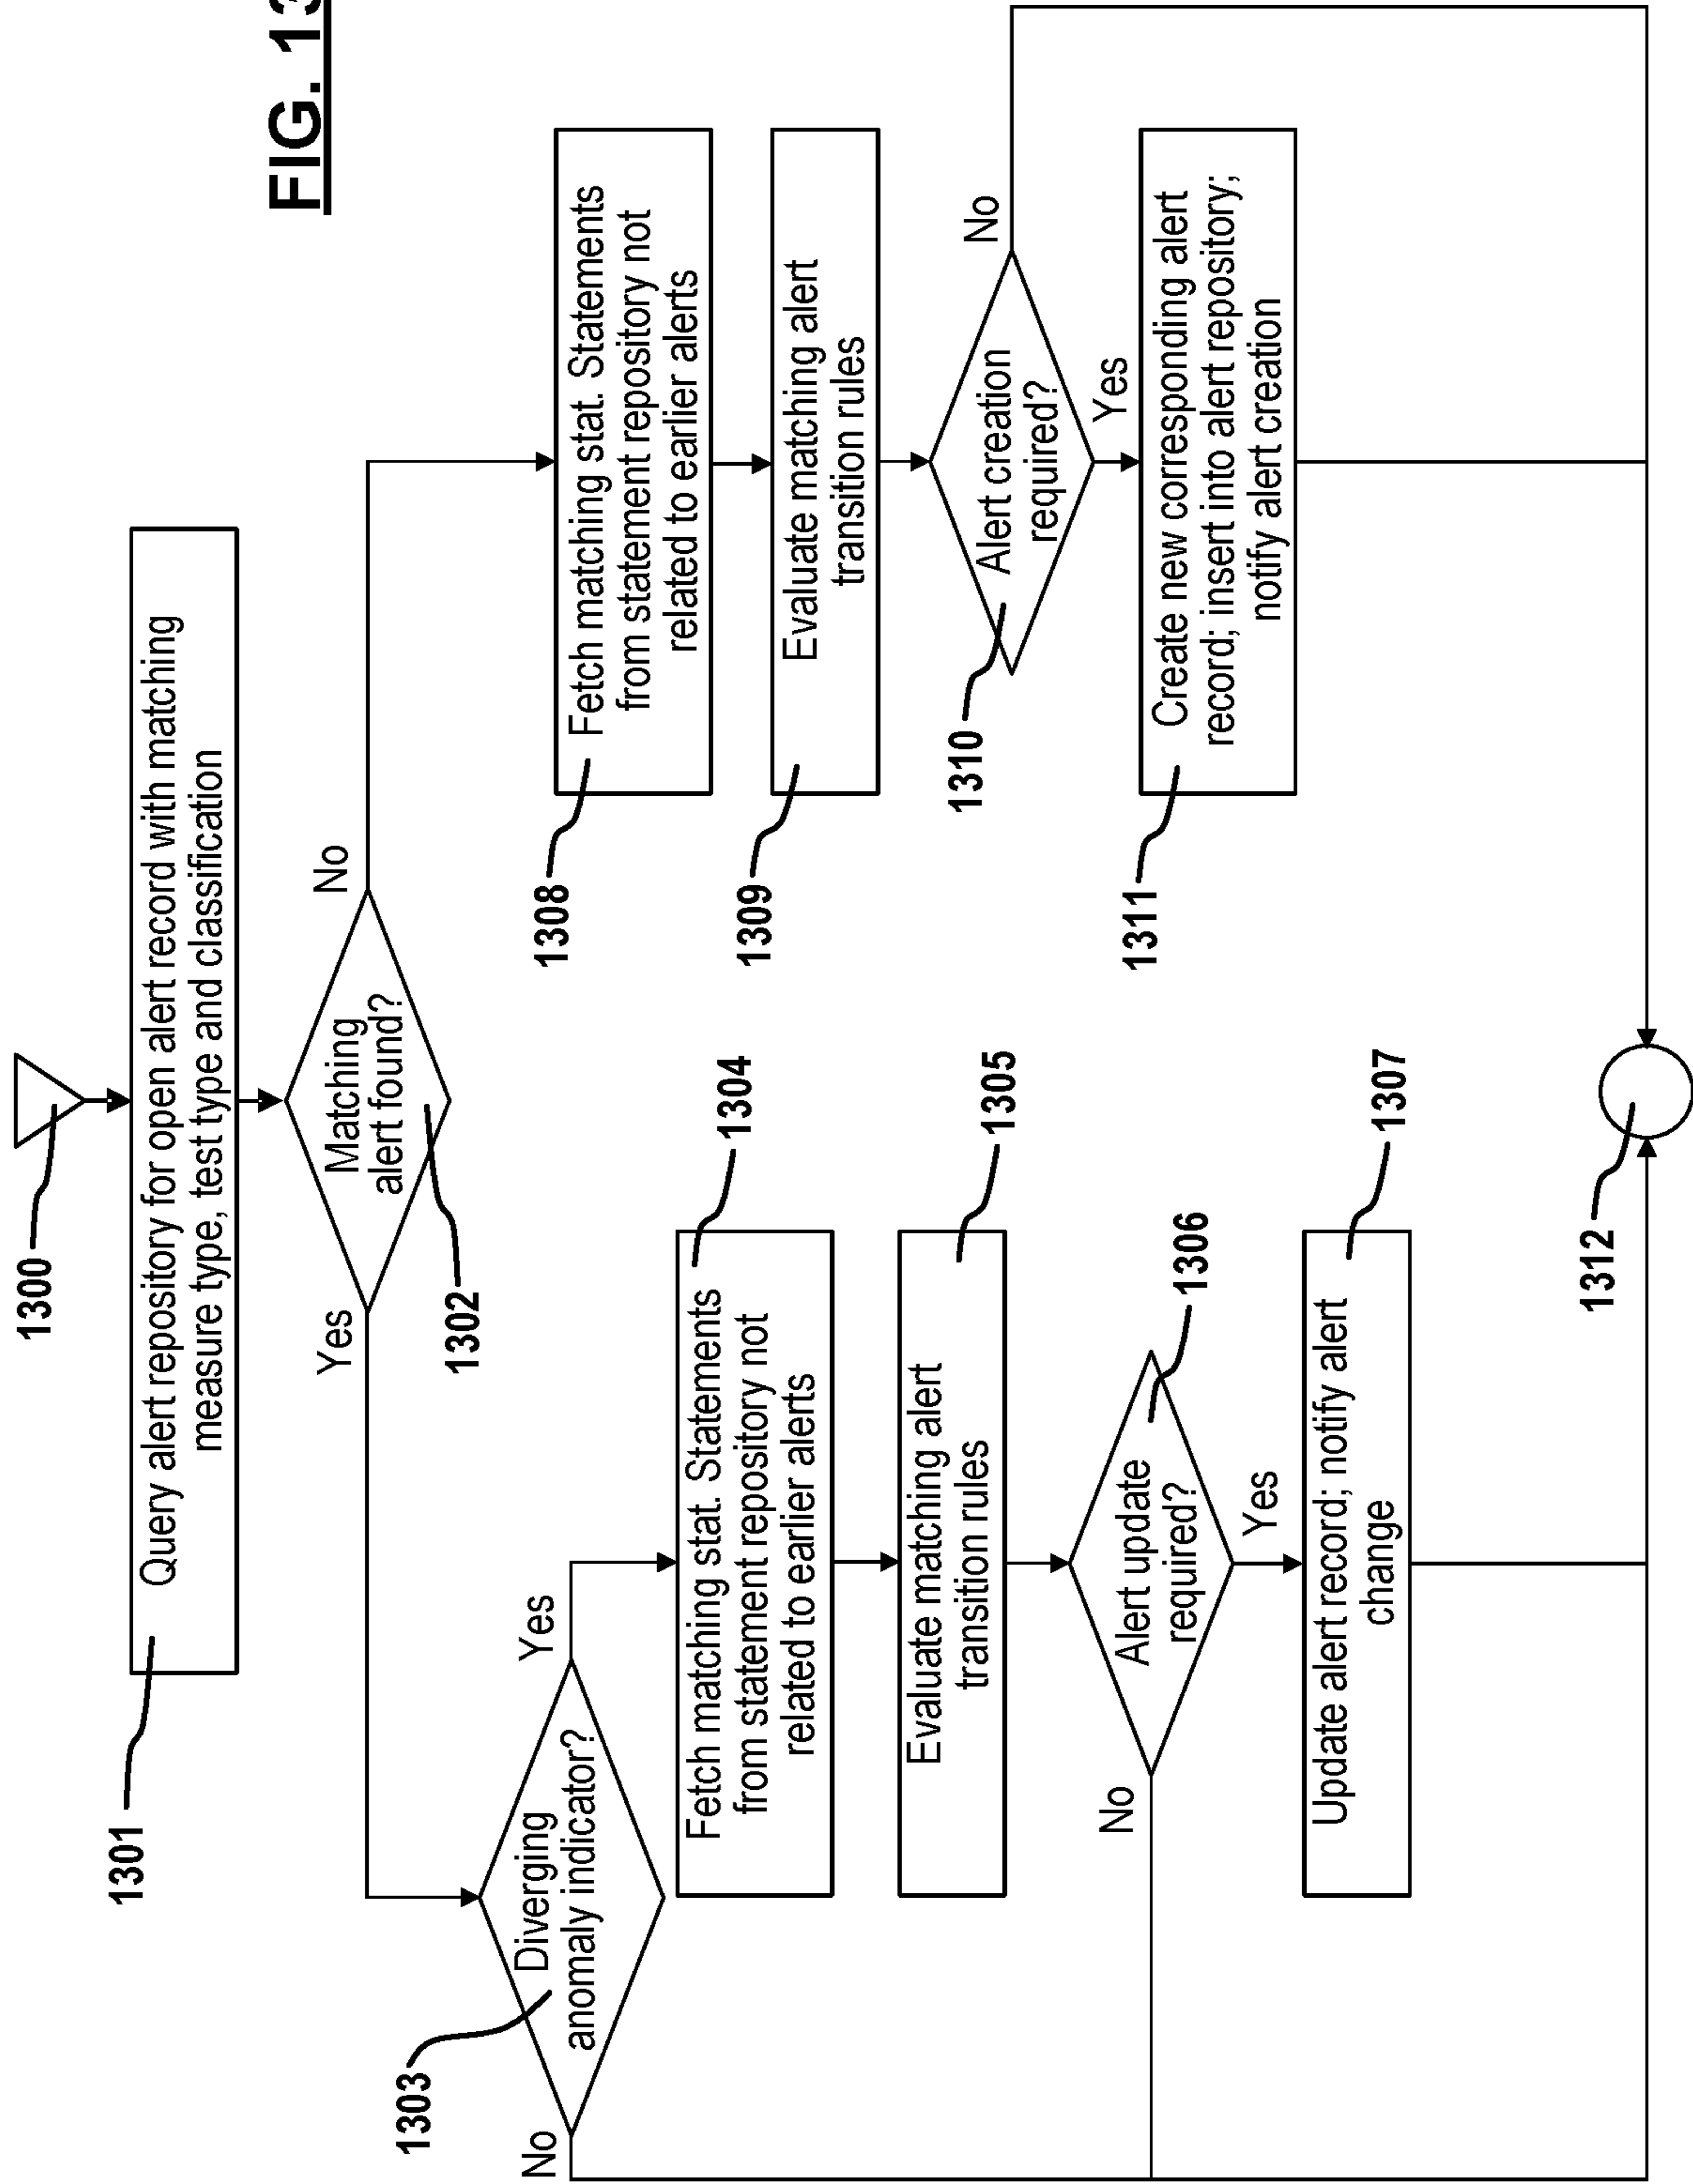 FIG. 13
1300
1301
Query alert repository for open alert record with matching
measure type, test type and classification
Matching
alert found?
Yes
No
1302
1303
Diverging
anomaly indicator?
Yes
No
1304
Fetch matching stat. Statements
from statement repository not
related to earlier alerts
1305
Evaluate matching alert
transition rules
1306
Alert update
required?
No
Yes
1307
Update alert record; notify alert
change
1308
Fetch matching stat. Statements
from statement repository not
related to earlier alerts
1309
Evaluate matching alert
transition rules
1310
Alert creation
required?
No
Yes
1311
Create new corresponding alert
record; insert into alert repository;
notify alert creation
1312